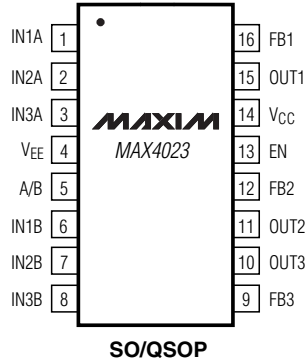 IN1A 1 16 FB1
IN2A 2 15 OUT1
IN3A 3 MAXIM 14 VCC
VEE 4 MAX4023 13 EN
A/B 5 12 FB2
IN1B 6 11 OUT2
IN2B 7 10 OUT3
IN3B 8 9 FB3
SO/QSOP